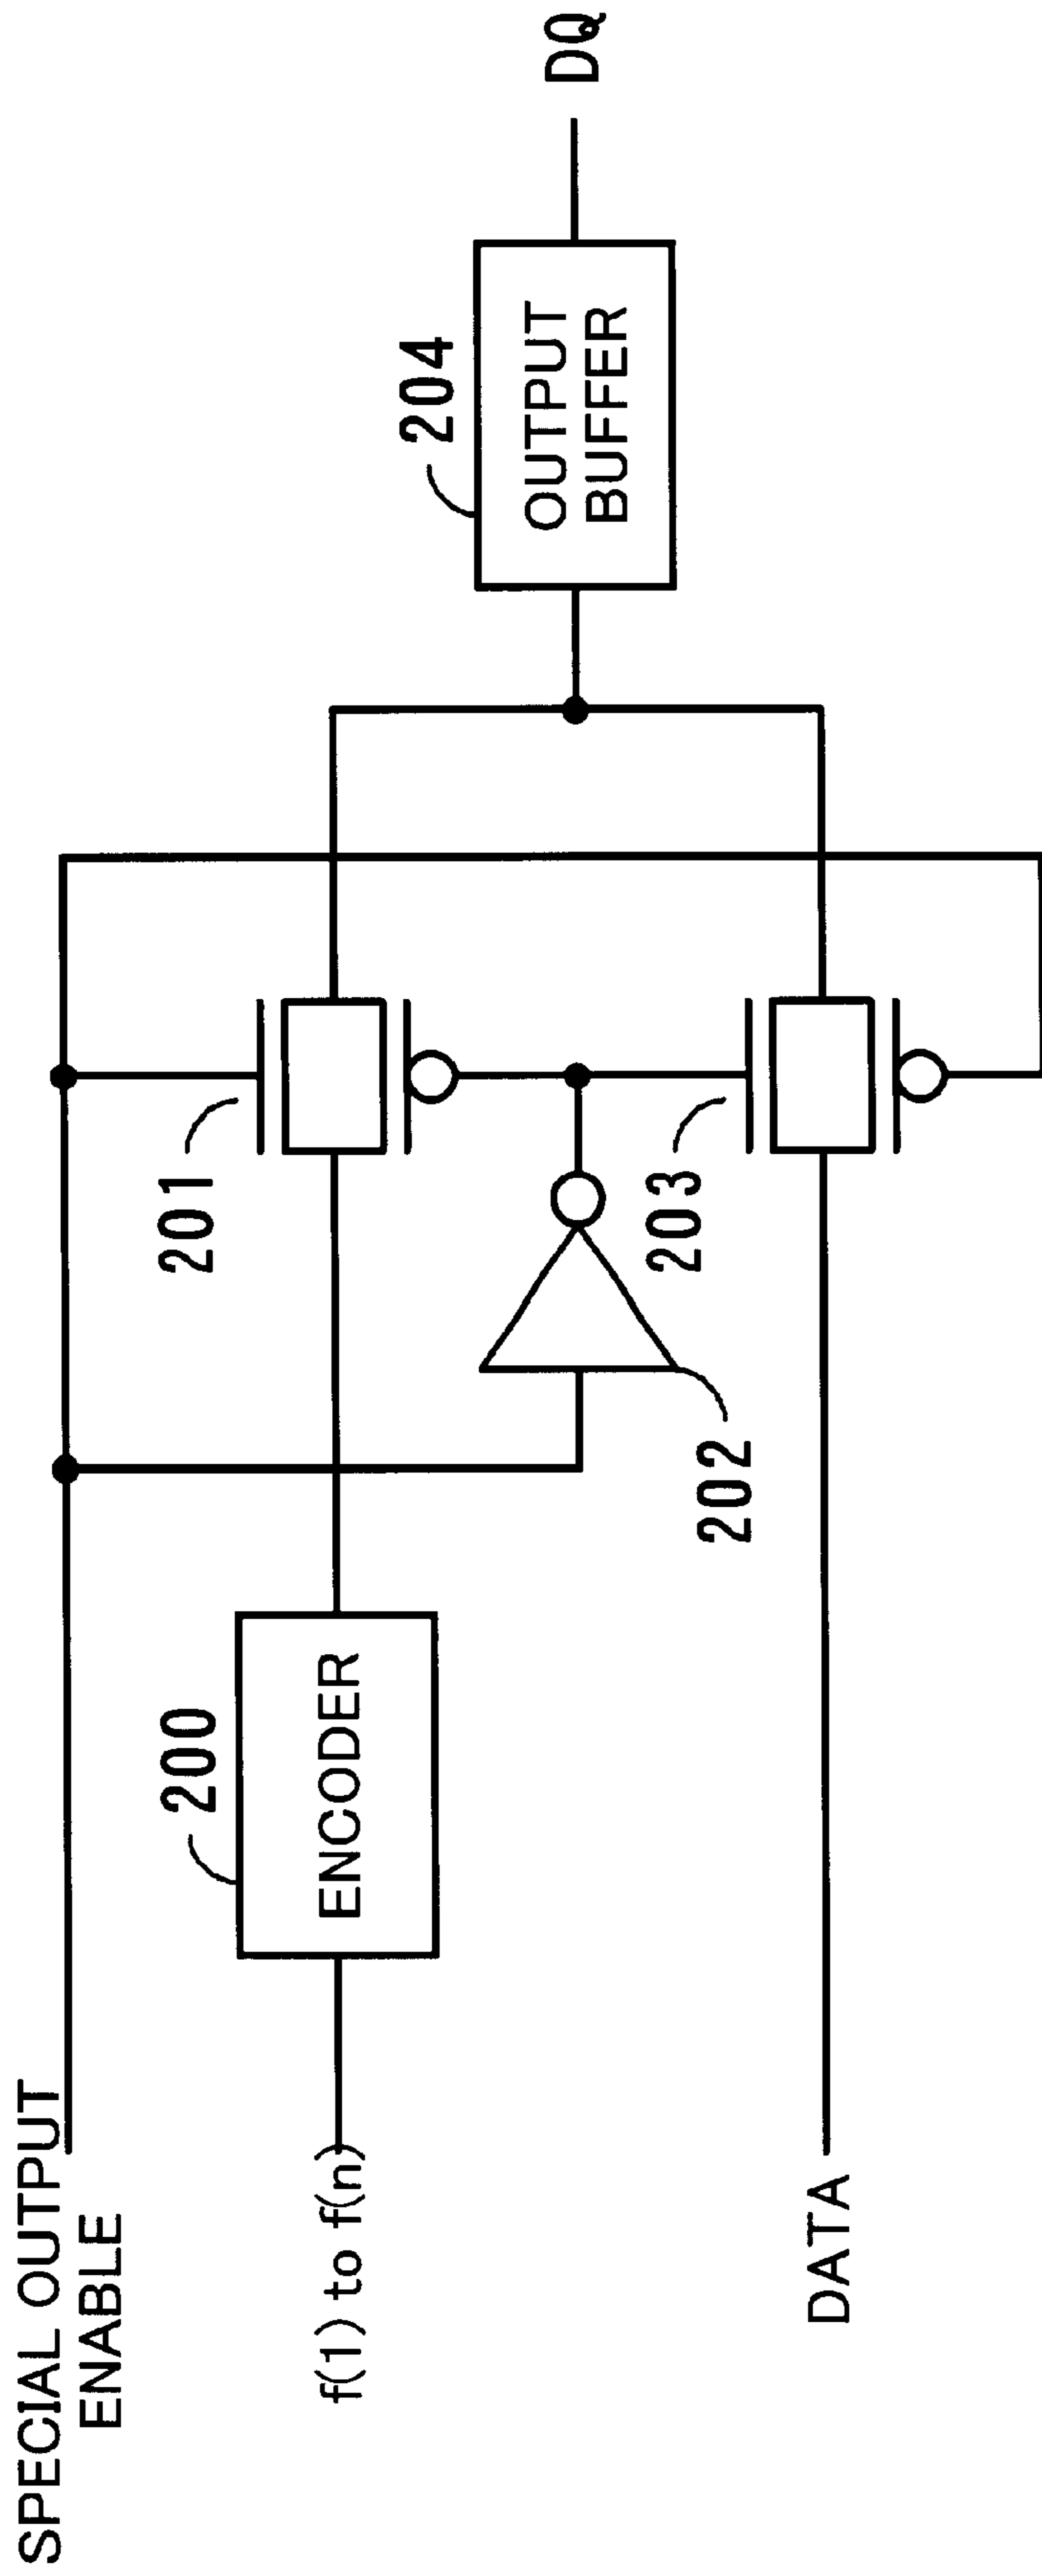 SPECIAL OUTPUT
ENABLE
200
201
204
f(1) to f(n)
ENCODER
OUTPUT
BUFFER
DQ
202
203
DATA